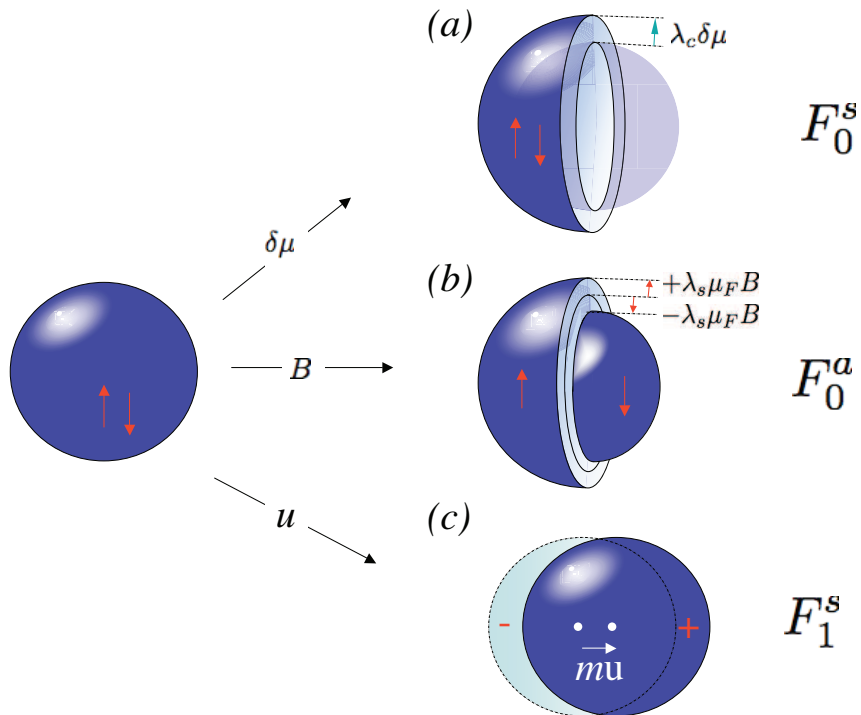 (a)
λ_c δμ
F_0^s
δμ
(b)
+λ_s μ_F B
−λ_s μ_F B
B
F_0^a
u
(c)
-
+
mu
F_1^s